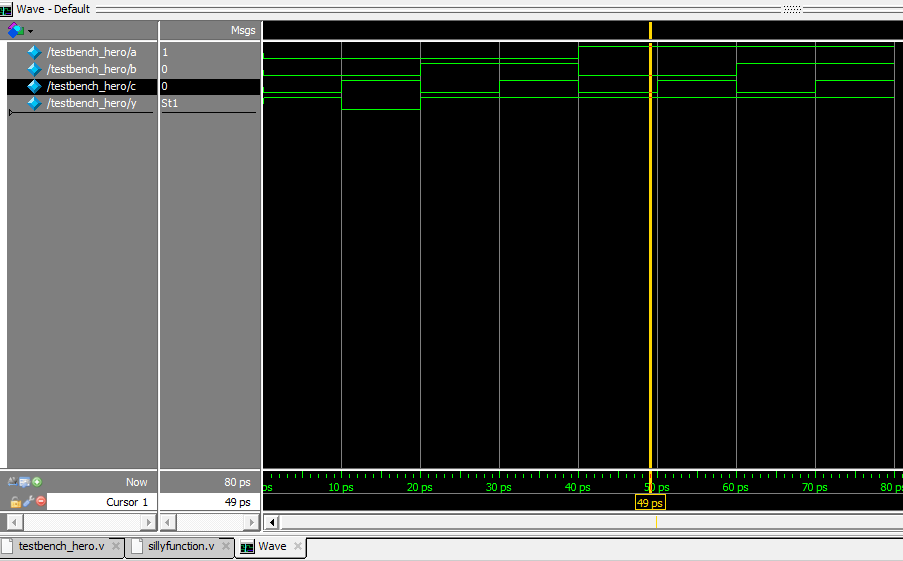 Wave - Default
Msgs
/testbench_hero/a 1
/testbench_hero/b 0
/testbench_hero/c 0
/testbench_hero/y St1
Now 80 ps
ps 10 ps 20 ps 30 ps 40 ps 50 ps 60 ps 70 ps 80 ps
Cursor 1 49 ps
49 ps
testbench_hero.v sillyfunction.v Wave